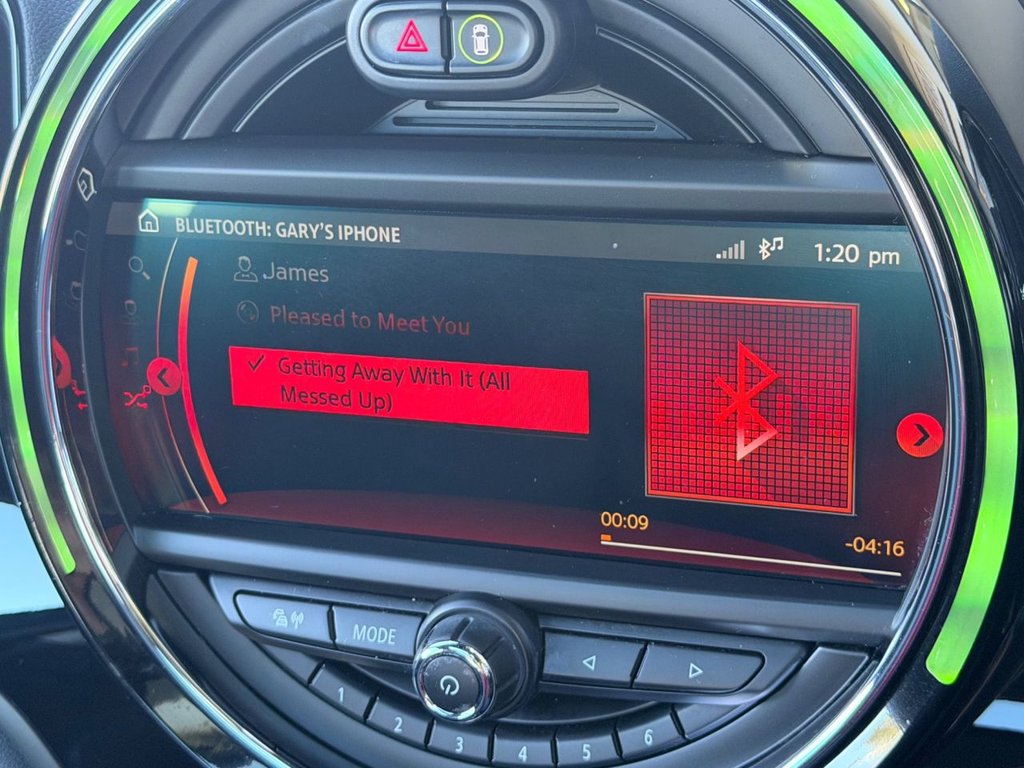 BLUETOOTH: GARY'S IPHONE
1:20 pm
James
Pleased to Meet You
Getting Away With It (All
Messed Up)
00:09
-04:16
MODE
1
2
3
4
5
6